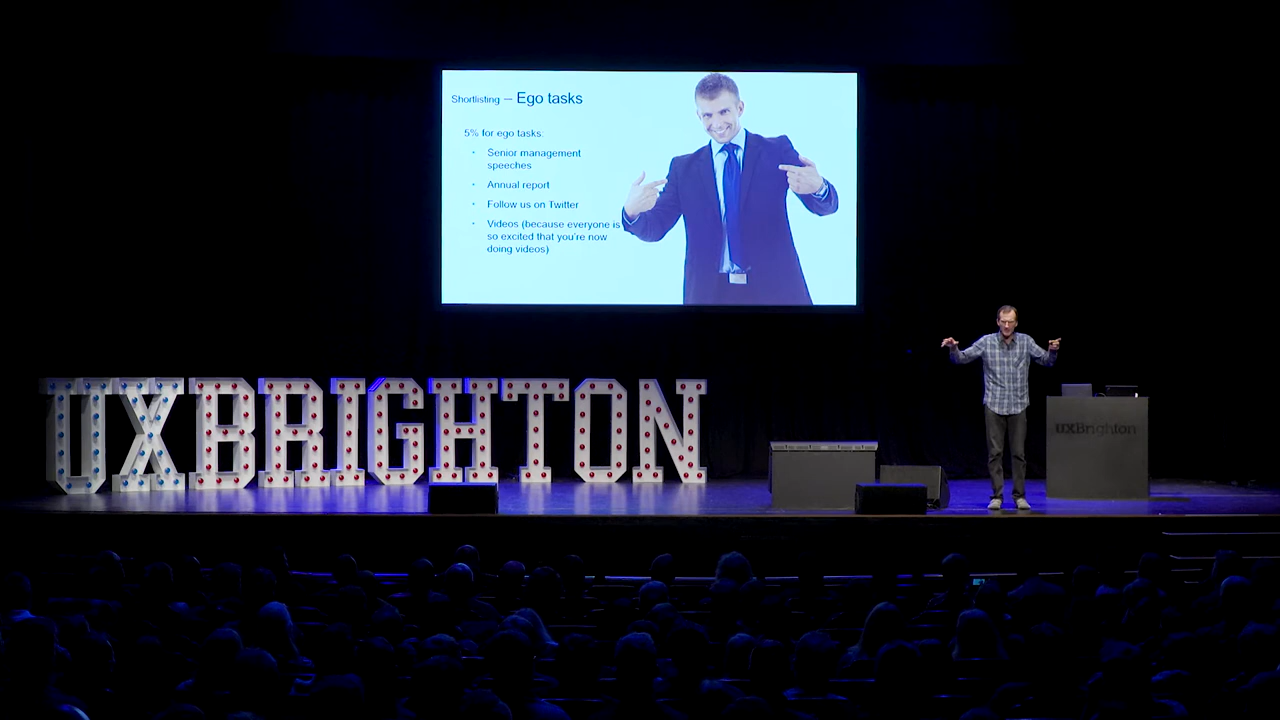 Shortlisting – Ego tasks
5% for ego tasks:
• Senior management
speeches
• Annual report
• Follow us on Twitter
• Videos (because everyone is
so excited that you're now
doing videos)
UXBRIGHTON
UXBrighton